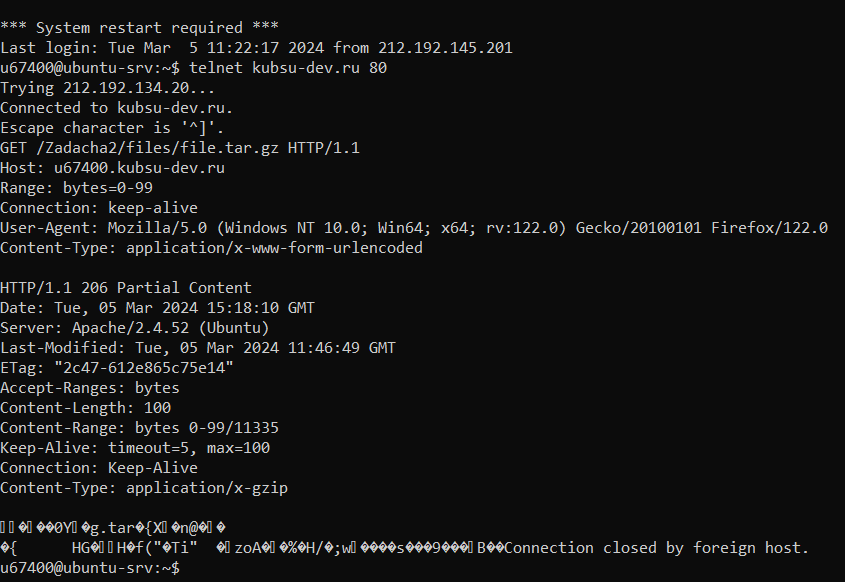 *** System restart required ***
Last login: Tue Mar  5 11:22:17 2024 from 212.192.145.201
u67400@ubuntu-srv:~$ telnet kubsu-dev.ru 80
Trying 212.192.134.20...
Connected to kubsu-dev.ru.
Escape character is '^]'.
GET /Zadacha2/files/file.tar.gz HTTP/1.1
Host: u67400.kubsu-dev.ru
Range: bytes=0-99
Connection: keep-alive
User-Agent: Mozilla/5.0 (Windows NT 10.0; Win64; x64; rv:122.0) Gecko/20100101 Firefox/122.0
Content-Type: application/x-www-form-urlencoded
HTTP/1.1 206 Partial Content
Date: Tue, 05 Mar 2024 15:18:10 GMT
Server: Apache/2.4.52 (Ubuntu)
Last-Modified: Tue, 05 Mar 2024 11:46:49 GMT
ETag: "2c47-612e865c75e14"
Accept-Ranges: bytes
Content-Length: 100
Content-Range: bytes 0-99/11335
Keep-Alive: timeout=5, max=100
Connection: Keep-Alive
Content-Type: application/x-gzip
g.tar
Connection closed by foreign host.
u67400@ubuntu-srv:~$